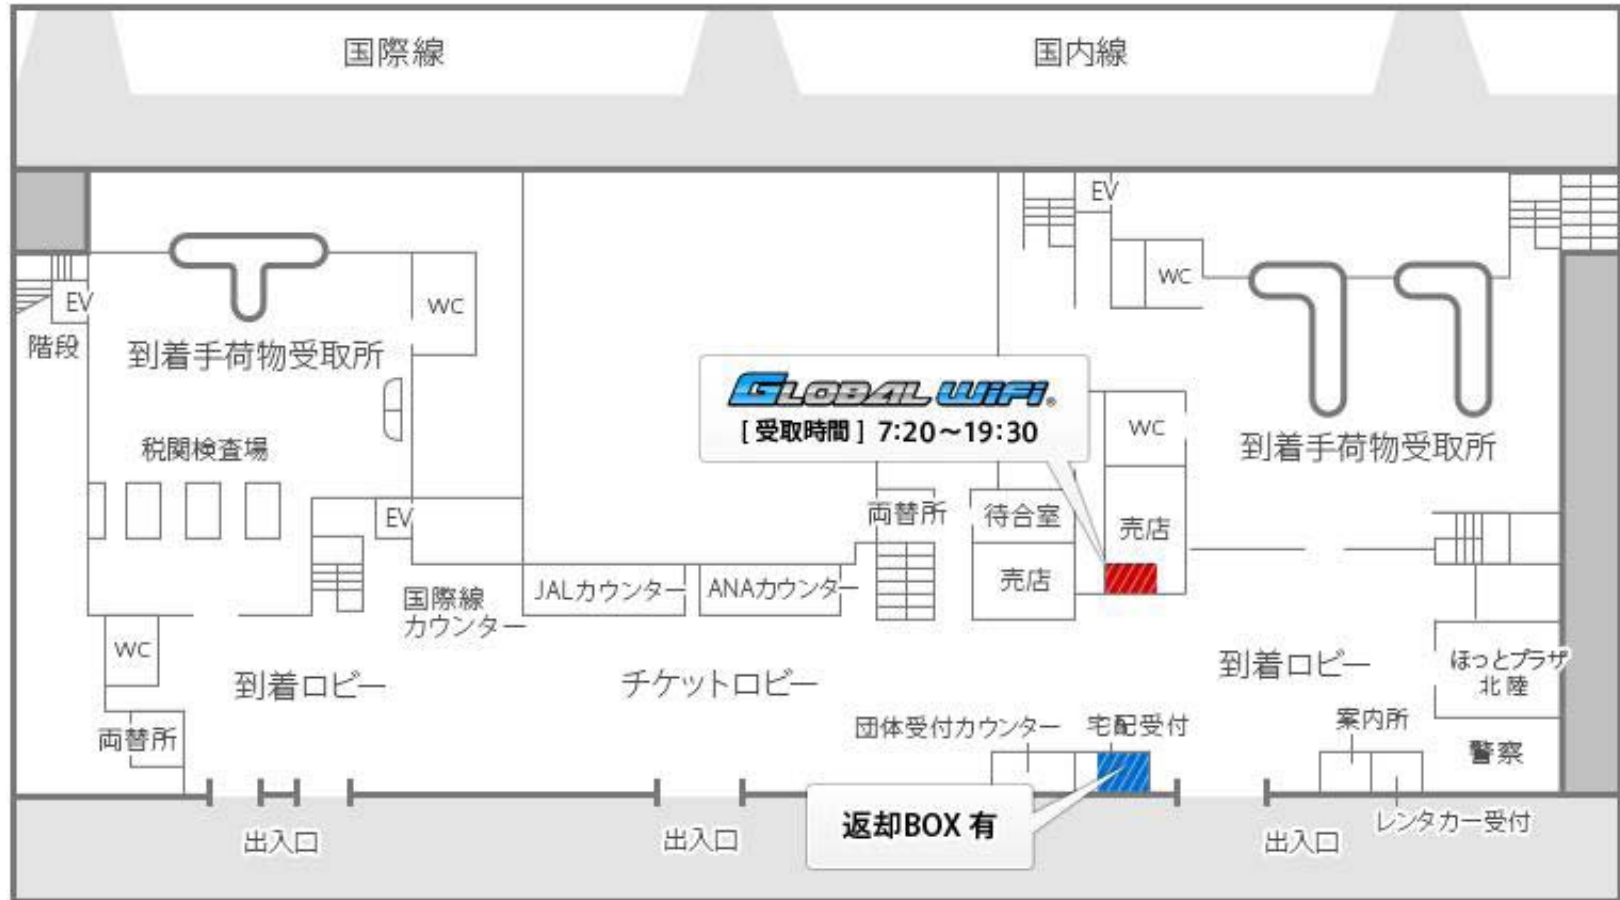 国際線
国内線
EV
WC
EV
WC
階段
到着手荷物受取所
GLOBAL WiFi®
[ 受取時間 ] 7:20～19:30
WC
到着手荷物受取所
税関検査場
EV
両替所
待合室
売店
売店
JALカウンター
ANAカウンター
国際線
カウンター
WC
到着ロビー
チケットロビー
到着ロビー
ほっとプラザ
北陸
両替所
団体受付カウンター
宅配受付
案内所
警察
返却BOX 有
レンタカー受付
出入口
出入口
出入口